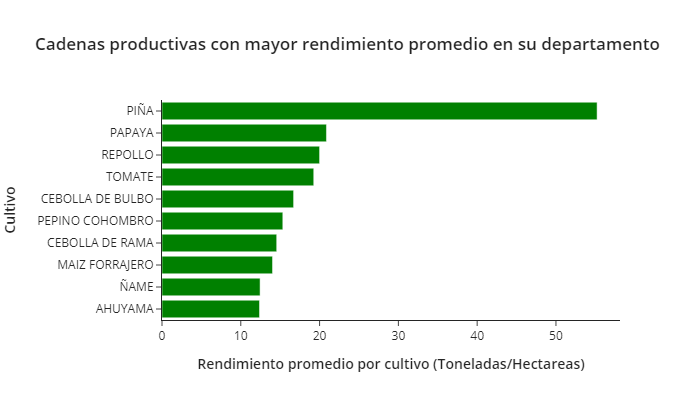 Cadenas productivas con mayor rendimiento promedio en su departamento
PIÑA
PAPAYA
REPOLLO
TOMATE
CEBOLLA DE BULBO
PEPINO COHOMBRO
CEBOLLA DE RAMA
MAIZ FORRAJERO
ÑAME
AHUYAMA
Cultivo
0 10 20 30 40 50
Rendimiento promedio por cultivo (Toneladas/Hectareas)